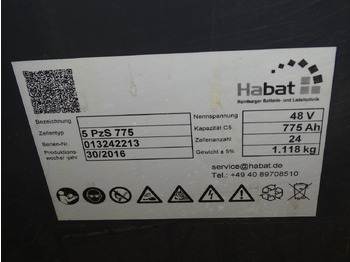 Habat
Hamburger Batterie- und Ladetechnik
Bezeichnung
Zellentyp 5 PzS 775
Serien-Nr. 013242213
Produktions
woche/-jahr 30/2016
Nennspannung 48 V
Kapazität C5 775 Ah
Zellenanzahl 24
Gewicht ± 5% 1.118 kg
service@habat.de
Tel.: +49 40 89708510